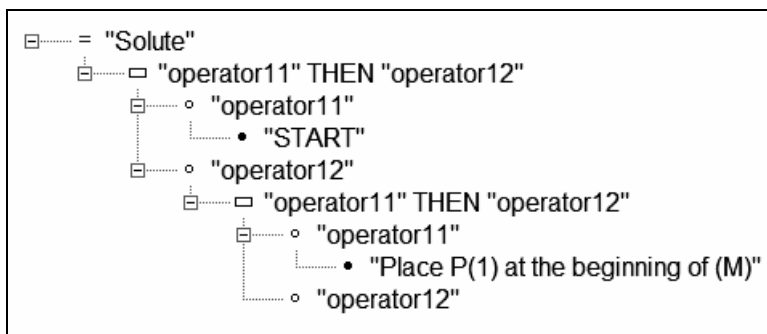 = "Solute"
"operator11" THEN "operator12"
"operator11"
"START"
"operator12"
"operator11" THEN "operator12"
"operator11"
"Place P(1) at the beginning of (M)"
"operator12"